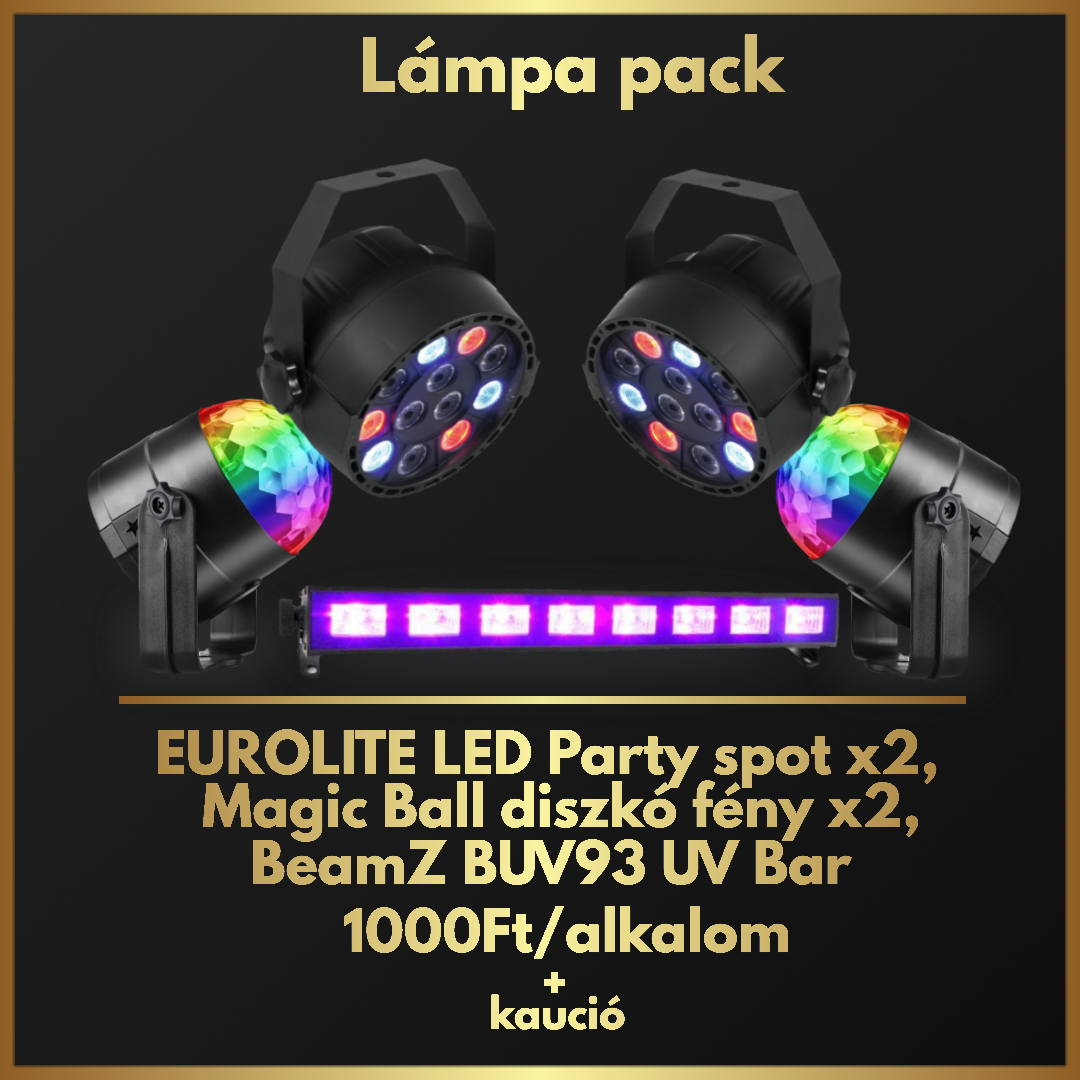 Lámpa pack
EUROLITE LED Party spot x2,
Magic Ball diszkó fény x2,
BeamZ BUV93 UV Bar
1000Ft/alkalom
+
kaució